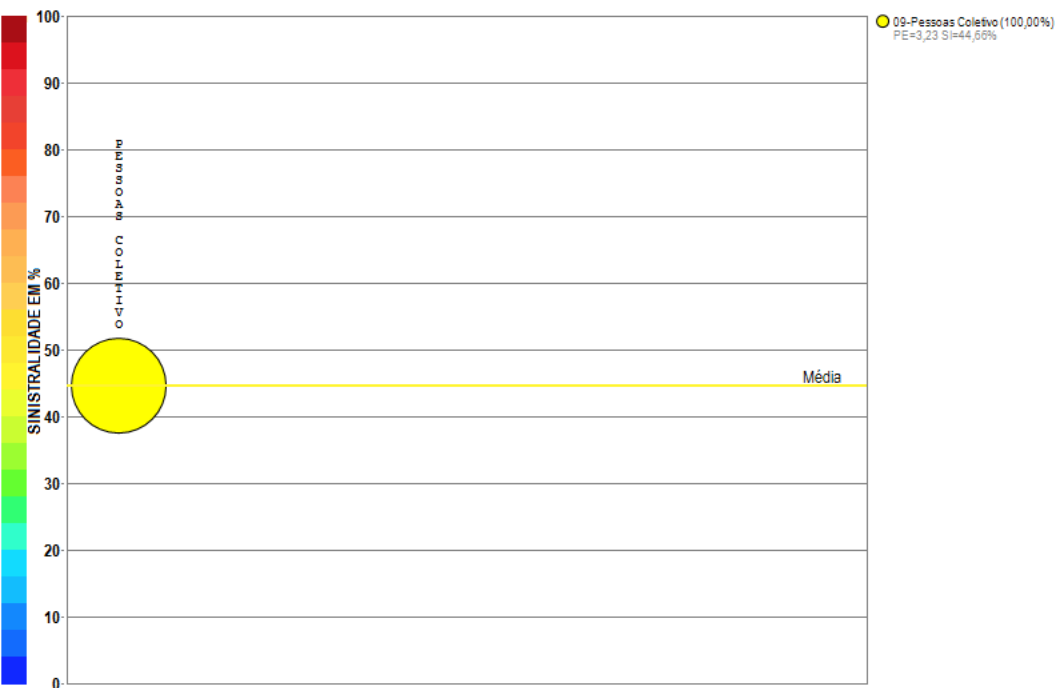 100
90
80
70
60
50
40
30
20
10
0
SINISTRALIDADE EM %
PESSOAS COLETIVO
Média
09-Pessoas Coletivo (100,00%)
PE=3,23 SI=44,66%